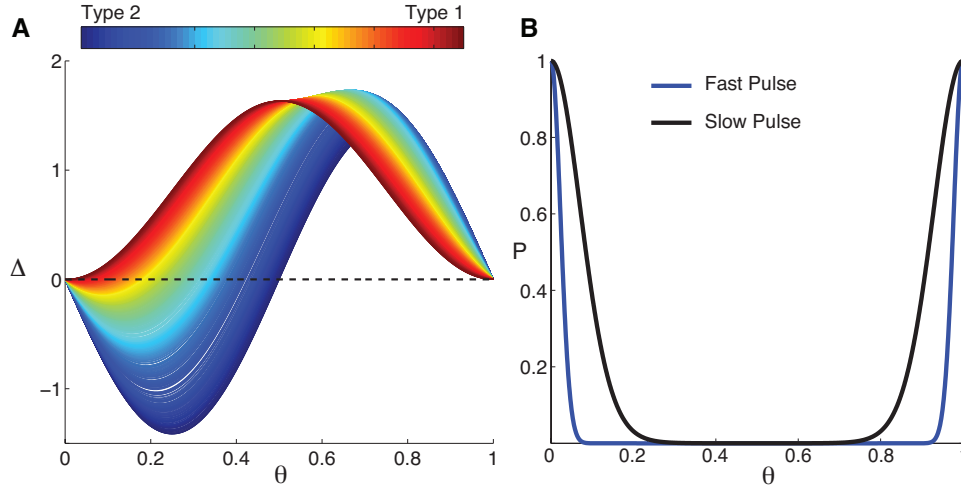 A
Type 2 Type 1
2
1
0
−1
Δ
0 0.2 0.4 0.6 0.8 1
θ
B
1
0.8
0.6
0.4
0.2
P
0 0.2 0.4 0.6 0.8 1
θ
Fast Pulse
Slow Pulse